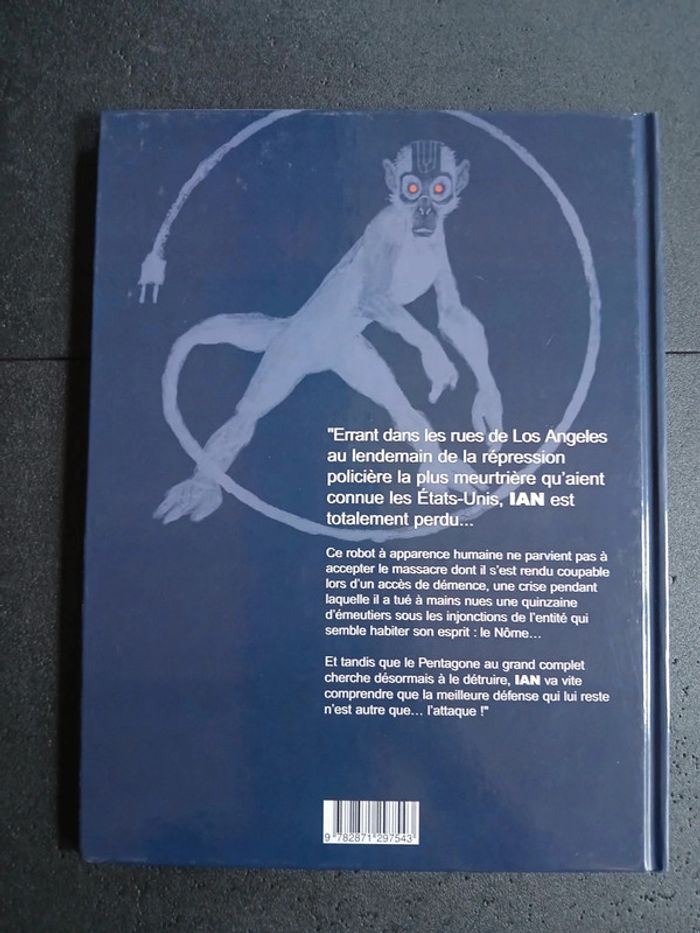 "Errant dans les rues de Los Angeles
au lendemain de la répression
policière la plus meurtrière qu'aient
connue les États-Unis, IAN est
totalement perdu...
Ce robot à apparence humaine ne parvient pas à
accepter le massacre dont il s'est rendu coupable
lors d'un accès de démence, une crise pendant
laquelle il a tué à mains nues une quinzaine
d'émeutiers sous les injonctions de l'entité qui
semble habiter son esprit : le Nôme...
Et tandis que le Pentagone au grand complet
cherche désormais à le détruire, IAN va vite
comprendre que la meilleure défense qui lui reste
n'est autre que... l'attaque !"
9 782871 297543